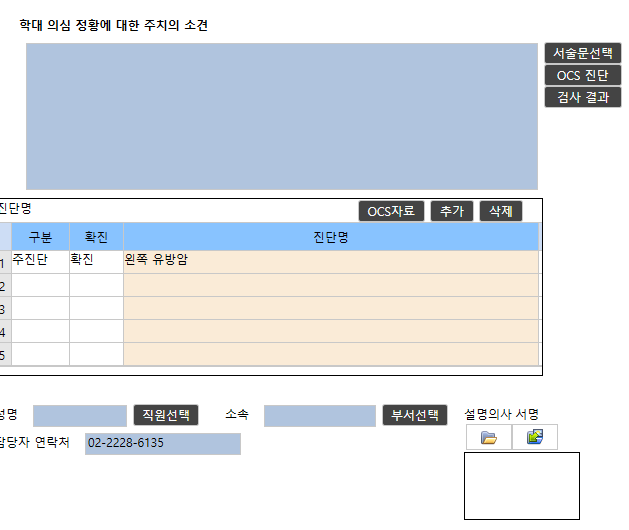 학대 의심 정황에 대한 주치의 소견
서술문선택
OCS 진단
검사 결과
진단명
OCS자료 추가 삭제
구분 확진 진단명
1 주진단 확진 왼쪽 유방암
2
3
4
5
성명 직원선택 소속 부서선택 설명의사 서명
담당자 연락처 02-2228-6135